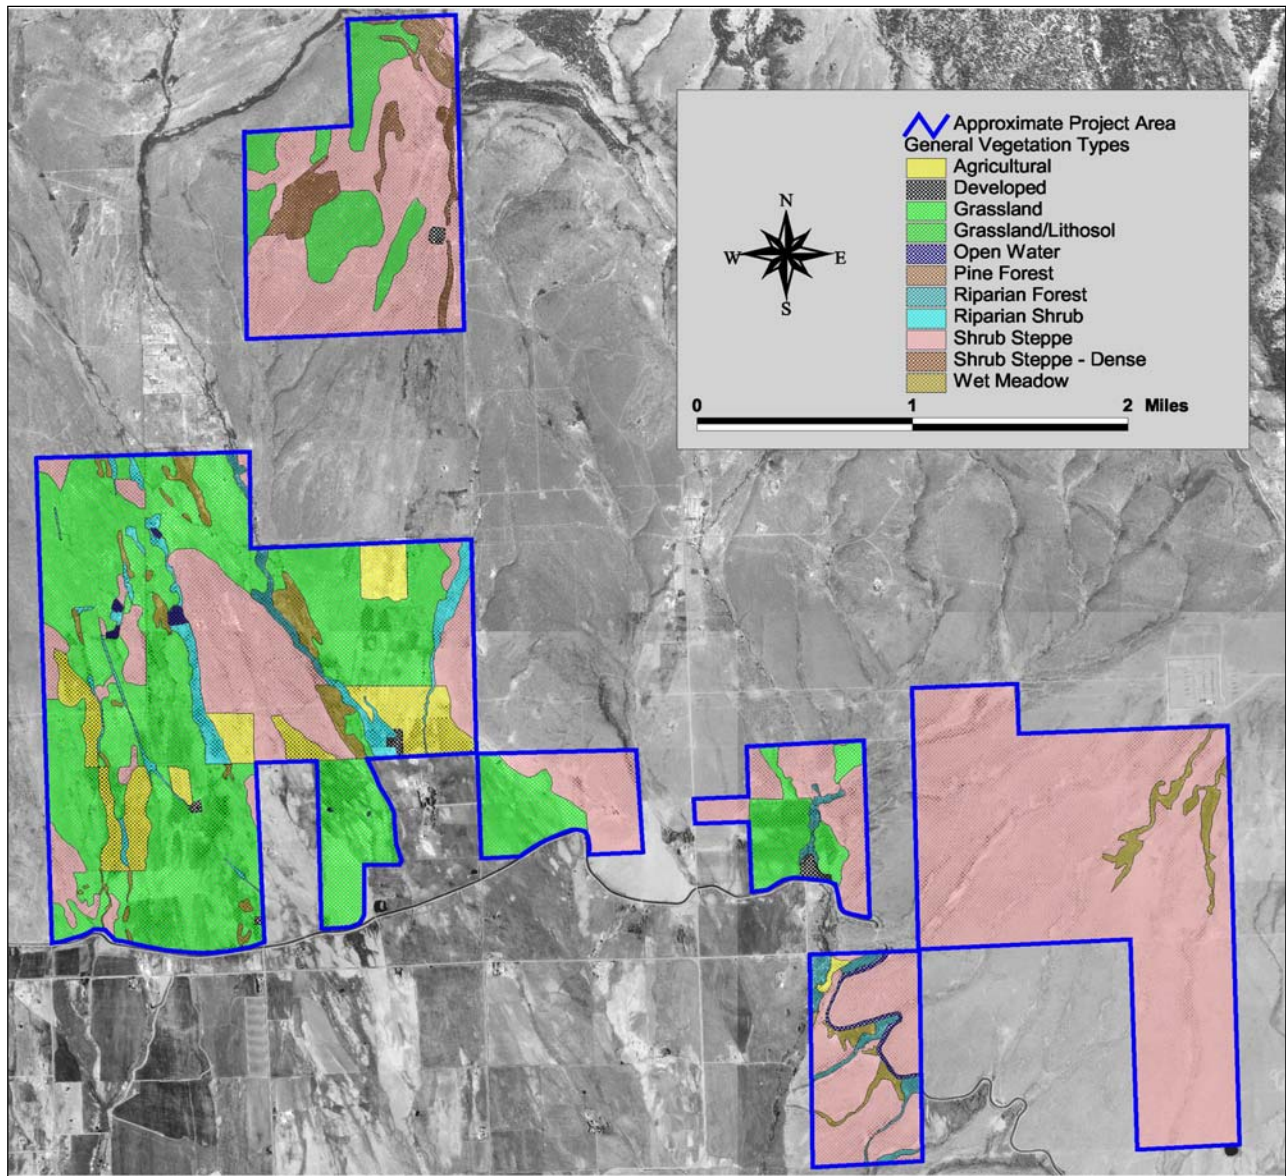 Approximate Project Area
General Vegetation Types
Agricultural
Developed
Grassland
Grassland/Lithosol
Open Water
Pine Forest
Riparian Forest
Riparian Shrub
Shrub Steppe
Shrub Steppe - Dense
Wet Meadow
N
W E
S
0 1 2 Miles